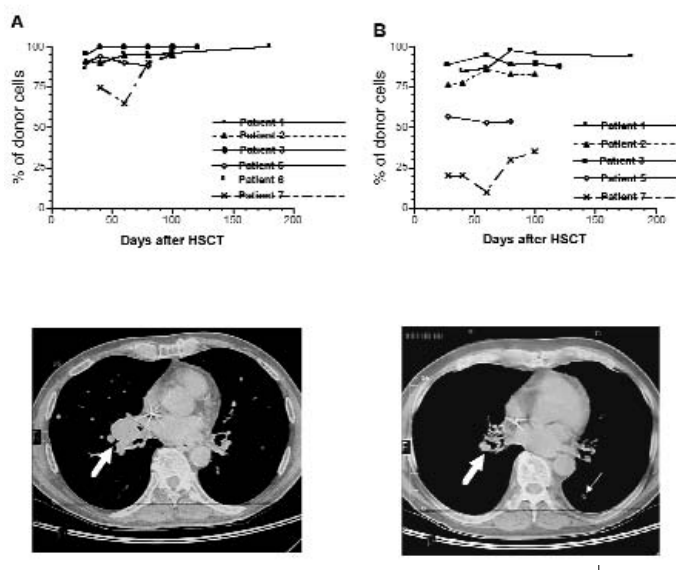 A
% of donor cells
100
75
50
25
0
0
50
100
150
200
Days after HSCT
Patient 1
Patient 2
Patient 3
Patient 5
Patient 6
Patient 7
B
% of donor cells
100
75
50
25
0
0
50
100
150
200
Days after HSCT
Patient 1
Patient 2
Patient 3
Patient 5
Patient 7